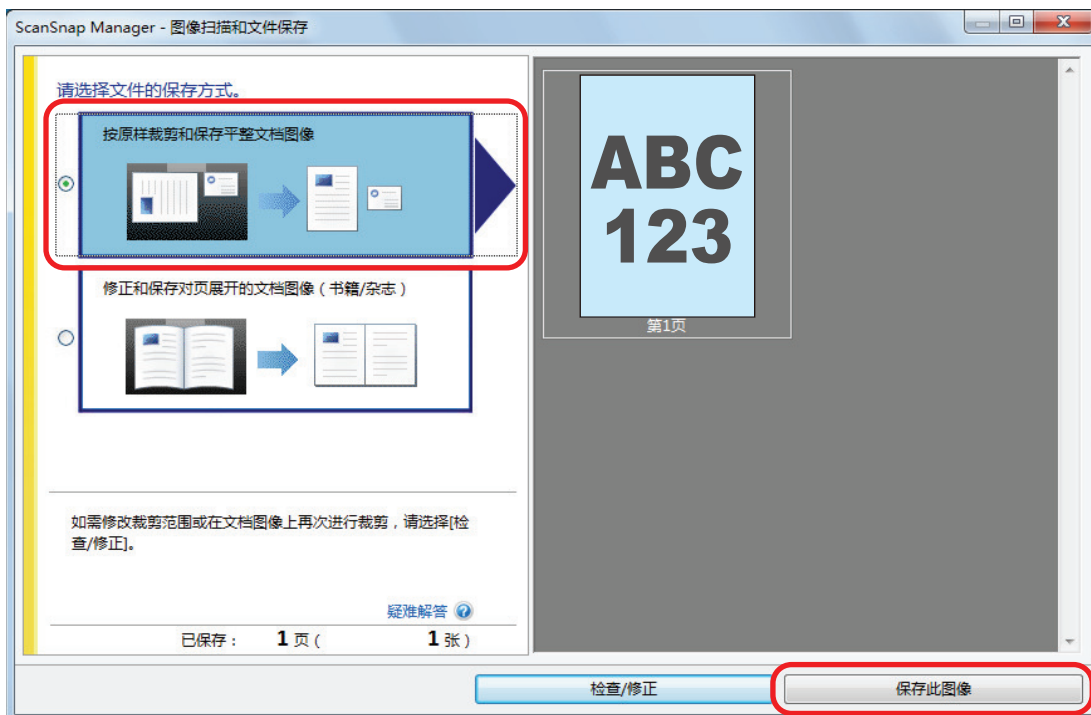 ScanSnap Manager - 图像扫描和文件保存
请选择文件的保存方式。
按原样裁剪和保存平整文档图像
修正和保存对页展开的文档图像（书籍/杂志）
如需修改裁剪范围或在文档图像上再次进行裁剪，请选择[检
查/修正]。
疑难解答
已保存： 1 页（ 1 张）
ABC
123
第1页
检查/修正
保存此图像